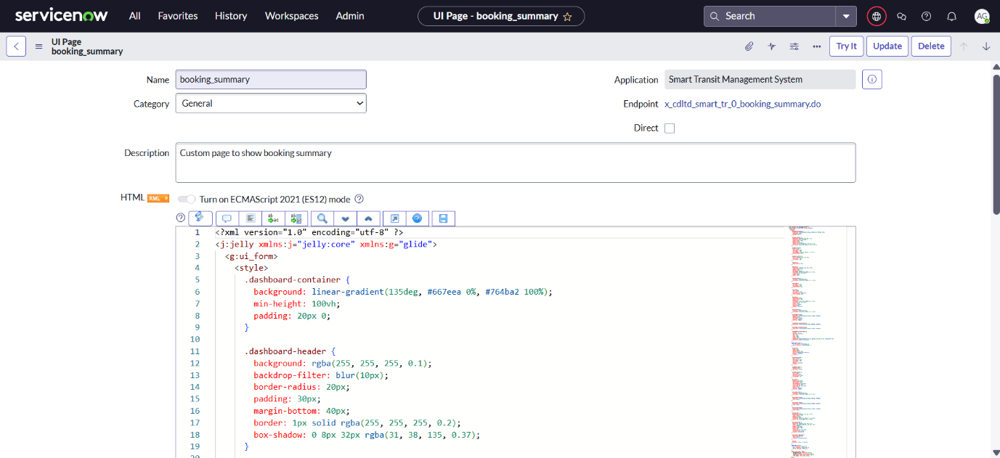 servicenow All Favorites History Workspaces Admin UI Page - booking_summary Search AG
UI Page
booking_summary
Try It Update Delete
Name booking_summary Application Smart Transit Management System
Category General Endpoint x_cdltd_smart_tr_0_booking_summary.do
Direct
Description Custom page to show booking summary
HTML XML Turn on ECMAScript 2021 (ES12) mode
1 <?xml version="1.0" encoding="utf-8" ?>
2 <j:jelly xmlns:j="jelly:core" xmlns:g="glide">
3 <g:ui_form>
4 <style>
5 .dashboard-container {
6 background: linear-gradient(135deg, #667eea 0%, #764ba2 100%);
7 min-height: 100vh;
8 padding: 20px 0;
9 }
10
11 .dashboard-header {
12 background: rgba(255, 255, 255, 0.1);
13 backdrop-filter: blur(10px);
14 border-radius: 20px;
15 padding: 30px;
16 margin-bottom: 40px;
17 border: 1px solid rgba(255, 255, 255, 0.2);
18 box-shadow: 0 8px 32px rgba(31, 38, 135, 0.37);
19 }
20